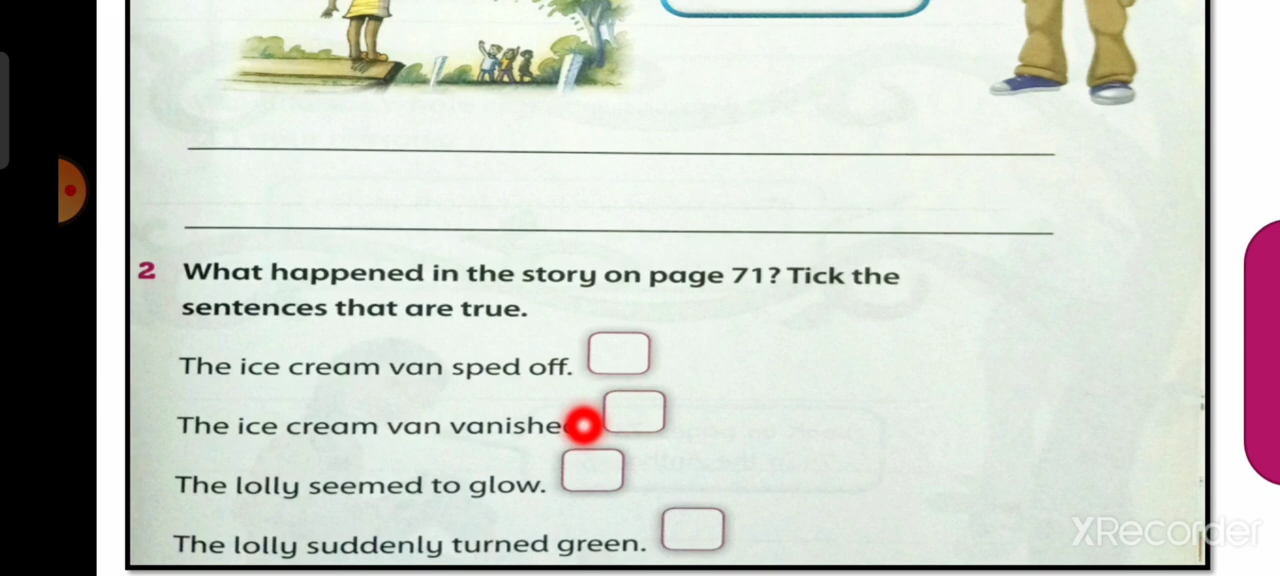 2 What happened in the story on page 71? Tick the
sentences that are true.
The ice cream van sped off.
The ice cream van vanishe
The lolly seemed to glow.
The lolly suddenly turned green.
XRecorder